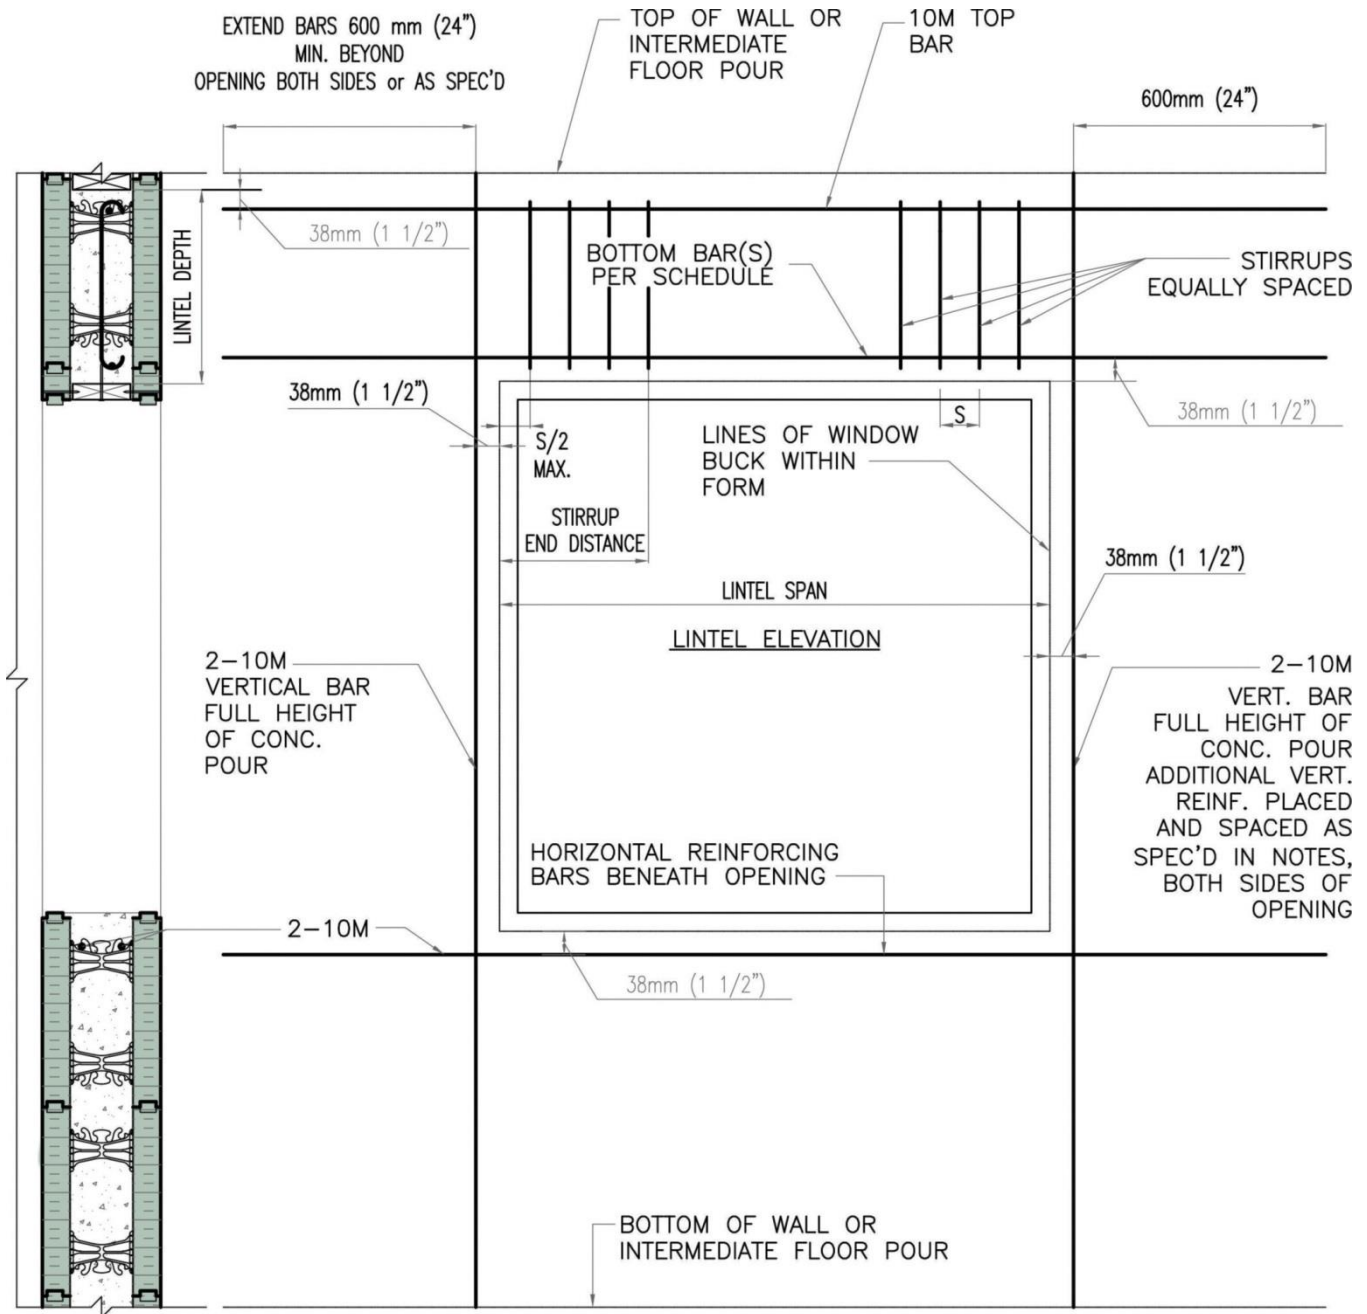 EXTEND BARS 600 mm (24")
MIN. BEYOND
OPENING BOTH SIDES or AS SPEC'D
TOP OF WALL OR
INTERMEDIATE
FLOOR POUR
10M TOP
BAR
600mm (24")
38mm (1 1/2")
LINTEL DEPTH
BOTTOM BAR(S)
PER SCHEDULE
STIRRUPS
EQUALLY SPACED
38mm (1 1/2")
S/2
MAX.
S
38mm (1 1/2")
LINES OF WINDOW
BUCK WITHIN
FORM
STIRRUP
END DISTANCE
38mm (1 1/2")
LINTEL SPAN
LINTEL ELEVATION
2-10M
VERTICAL BAR
FULL HEIGHT
OF CONC.
POUR
2-10M
VERT. BAR
FULL HEIGHT OF
CONC. POUR
ADDITIONAL VERT.
REINF. PLACED
AND SPACED AS
SPEC'D IN NOTES,
BOTH SIDES OF
OPENING
HORIZONTAL REINFORCING
BARS BENEATH OPENING
2-10M
38mm (1 1/2")
BOTTOM OF WALL OR
INTERMEDIATE FLOOR POUR